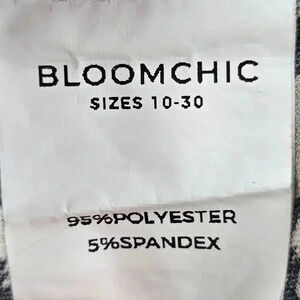 BLOOMCHIC
SIZES 10-30
95%POLYESTER
5%SPANDEX